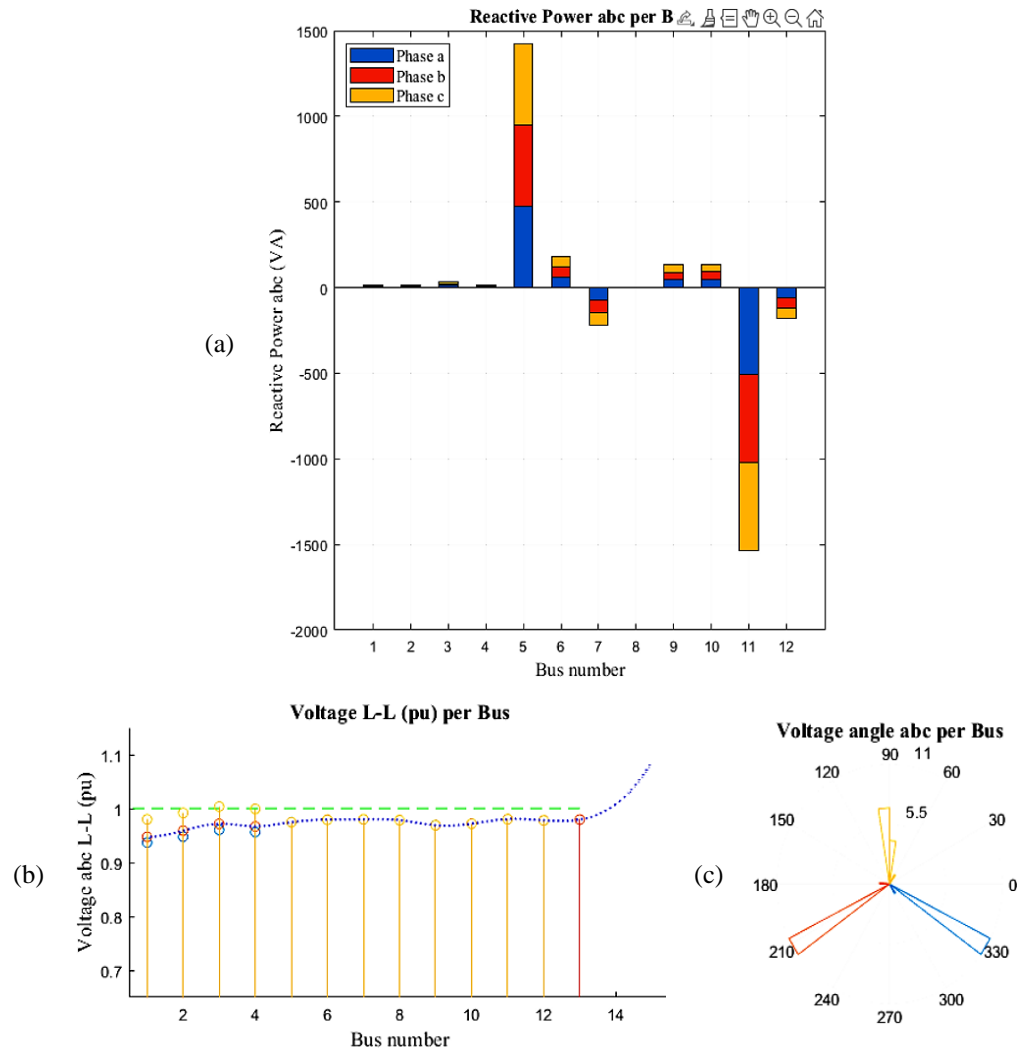 Reactive Power abc per B
1500
1000
500
0
-500
-1000
-1500
-2000
Phase a
Phase b
Phase c
Reactive Power abc (VA)
1 2 3 4 5 6 7 8 9 10 11 12
Bus number
(a)
Voltage L-L (pu) per Bus
1.1
1
0.9
0.8
0.7
Voltage abc L-L (pu)
2 4 6 8 10 12 14
Bus number
(b)
Voltage angle abc per Bus
90 11
120 60
5.5
150 30
(c)
180 0
210 330
240 300
270